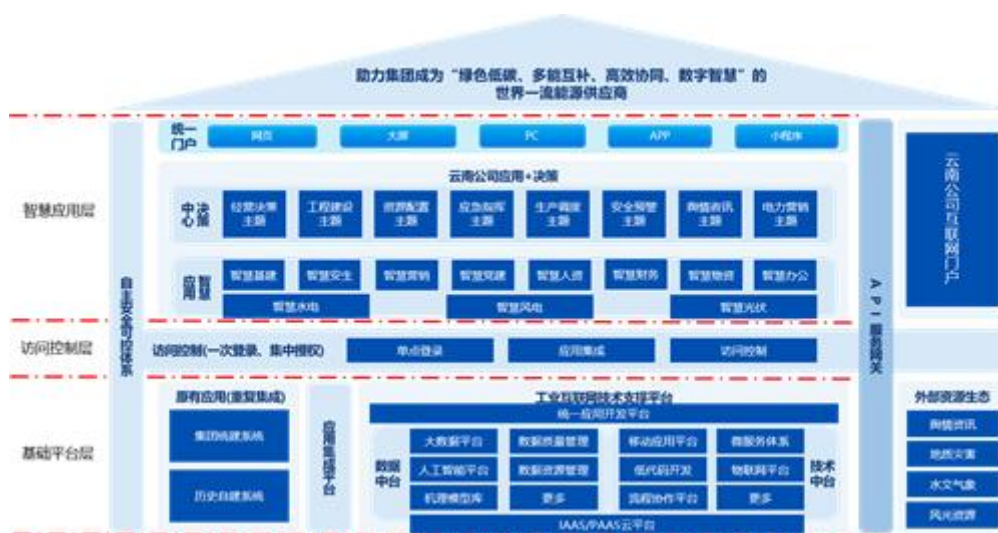 助力集团成为“绿色低碳、多能互补、高效协同、数字智慧”的
世界一流能源供应商
统一
门户
网页
大屏
PC
APP
小程序
智慧应用层
云南公司应用+决策
决策
中心
经营决策
主题
工程建设
主题
资源配置
主题
应急指挥
主题
生产调度
主题
安全预警
主题
舆情资讯
主题
电力营销
主题
智慧
应用
智慧基建
智慧安生
智慧营销
智慧党建
智慧人资
智慧财务
智慧物资
智慧办公
智慧水电
智慧风电
智慧光伏
自主安全可控体系
API服务网关
云南公司互联网门户
访问控制层
访问控制(一次登录、集中授权)
单点登录
应用集成
访问控制
基础平台层
原有应用(重复集成)
集团统建系统
历史自建系统
应用集成平台
工业互联网技术支撑平台
统一应用开发平台
数据
中台
大数据平台
数据质量管理
移动应用平台
微服务体系
人工智能平台
数据资源管理
低代码开发
物联网平台
机理模型库
更多
流程协作平台
更多
技术
中台
IAAS/PAAS云平台
外部资源生态
舆情资讯
地质灾害
水文气象
风光资源